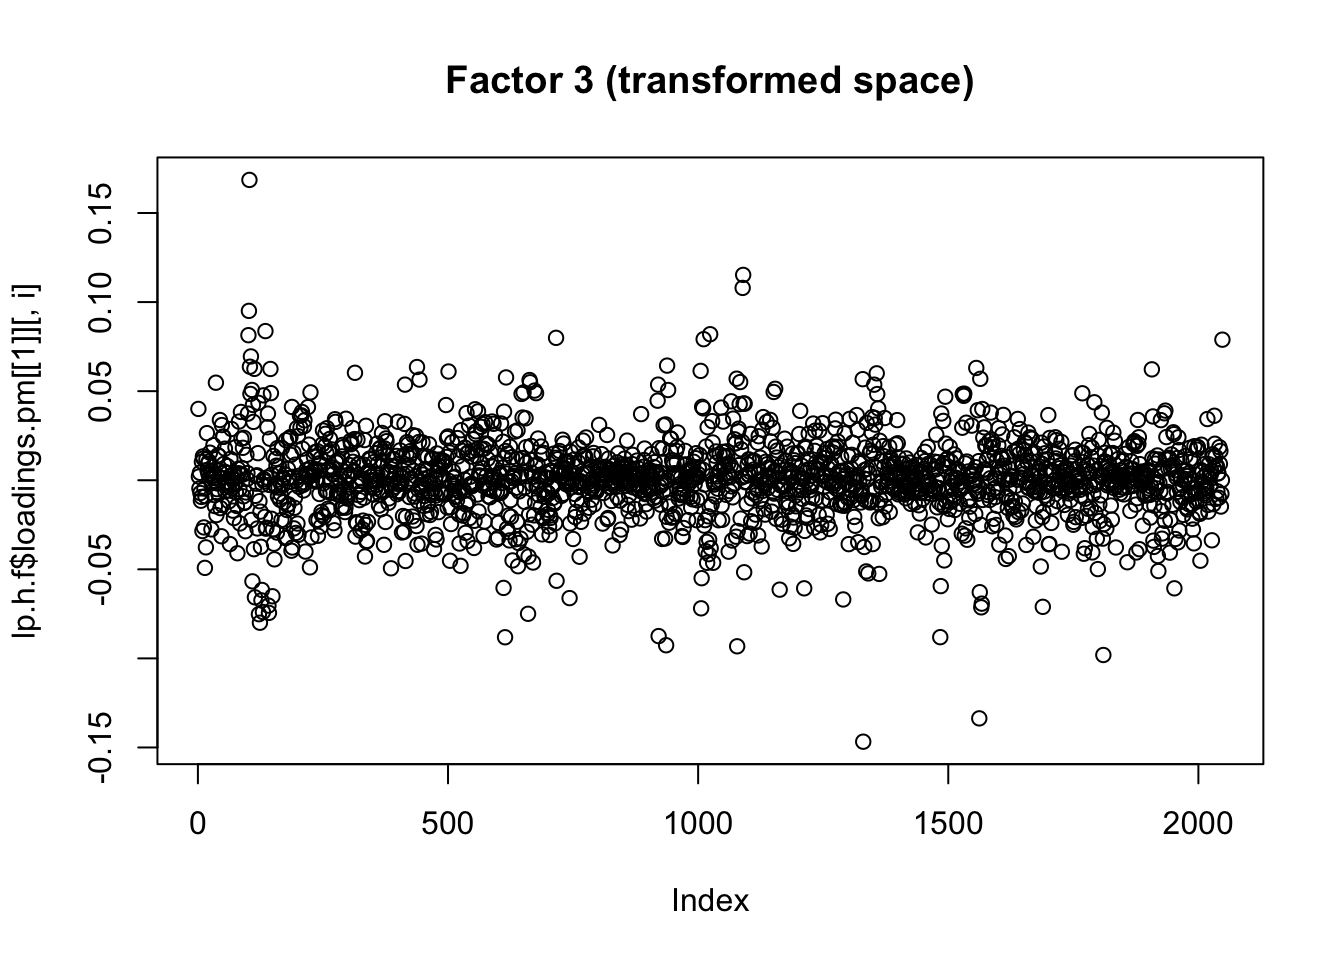 Factor 3 (transformed space)
lp.h.f$loadings.pm[[1]][, i]
0.15
0.10
0.05
-0.05
-0.15
0 500 1000 1500 2000
Index